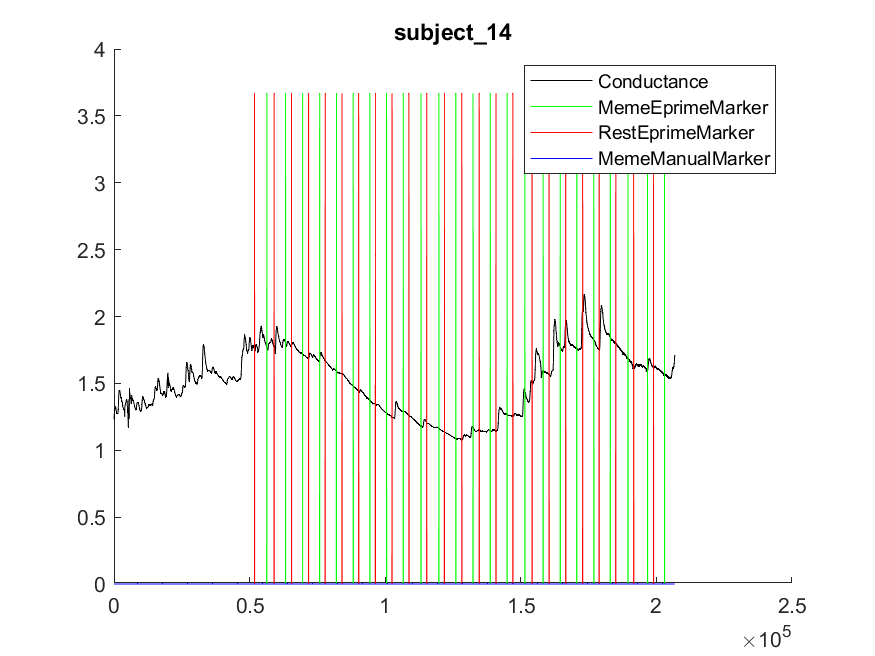 subject_14
4
3.5
3
2.5
2
1.5
1
0.5
0
Conductance
MemeEprimeMarker
RestEprimeMarker
MemeManualMarker
0 0.5 1 1.5 2 2.5
×10^5